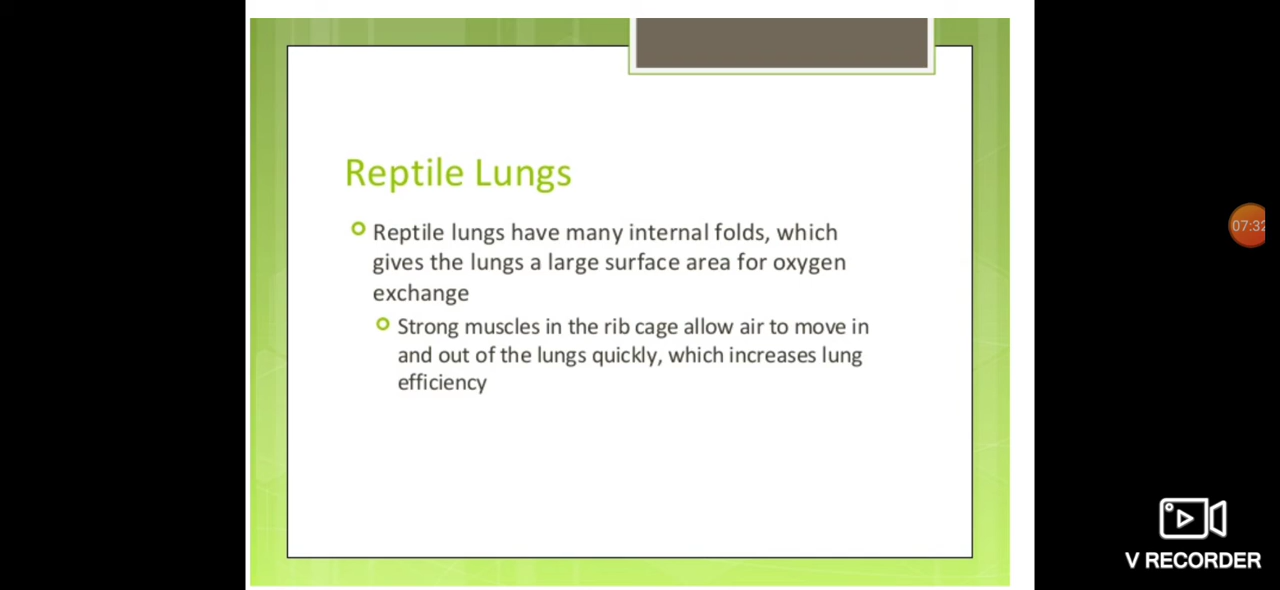 Reptile Lungs
Reptile lungs have many internal folds, which
gives the lungs a large surface area for oxygen
exchange
Strong muscles in the rib cage allow air to move in
and out of the lungs quickly, which increases lung
efficiency
07:32
V RECORDER